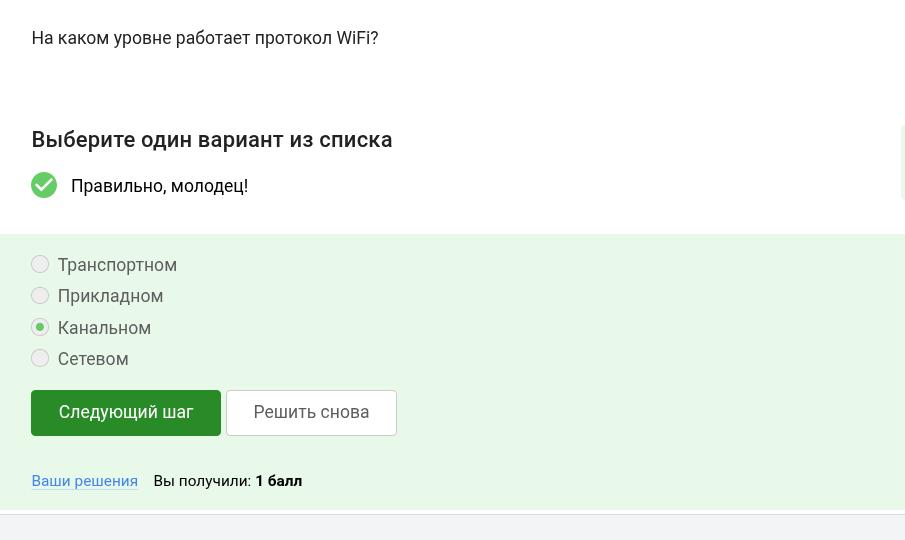 На каком уровне работает протокол WiFi?
Выберите один вариант из списка
Правильно, молодец!
Транспортном
Прикладном
Канальном
Сетевом
Следующий шаг
Решить снова
Ваши решения Вы получили: 1 балл